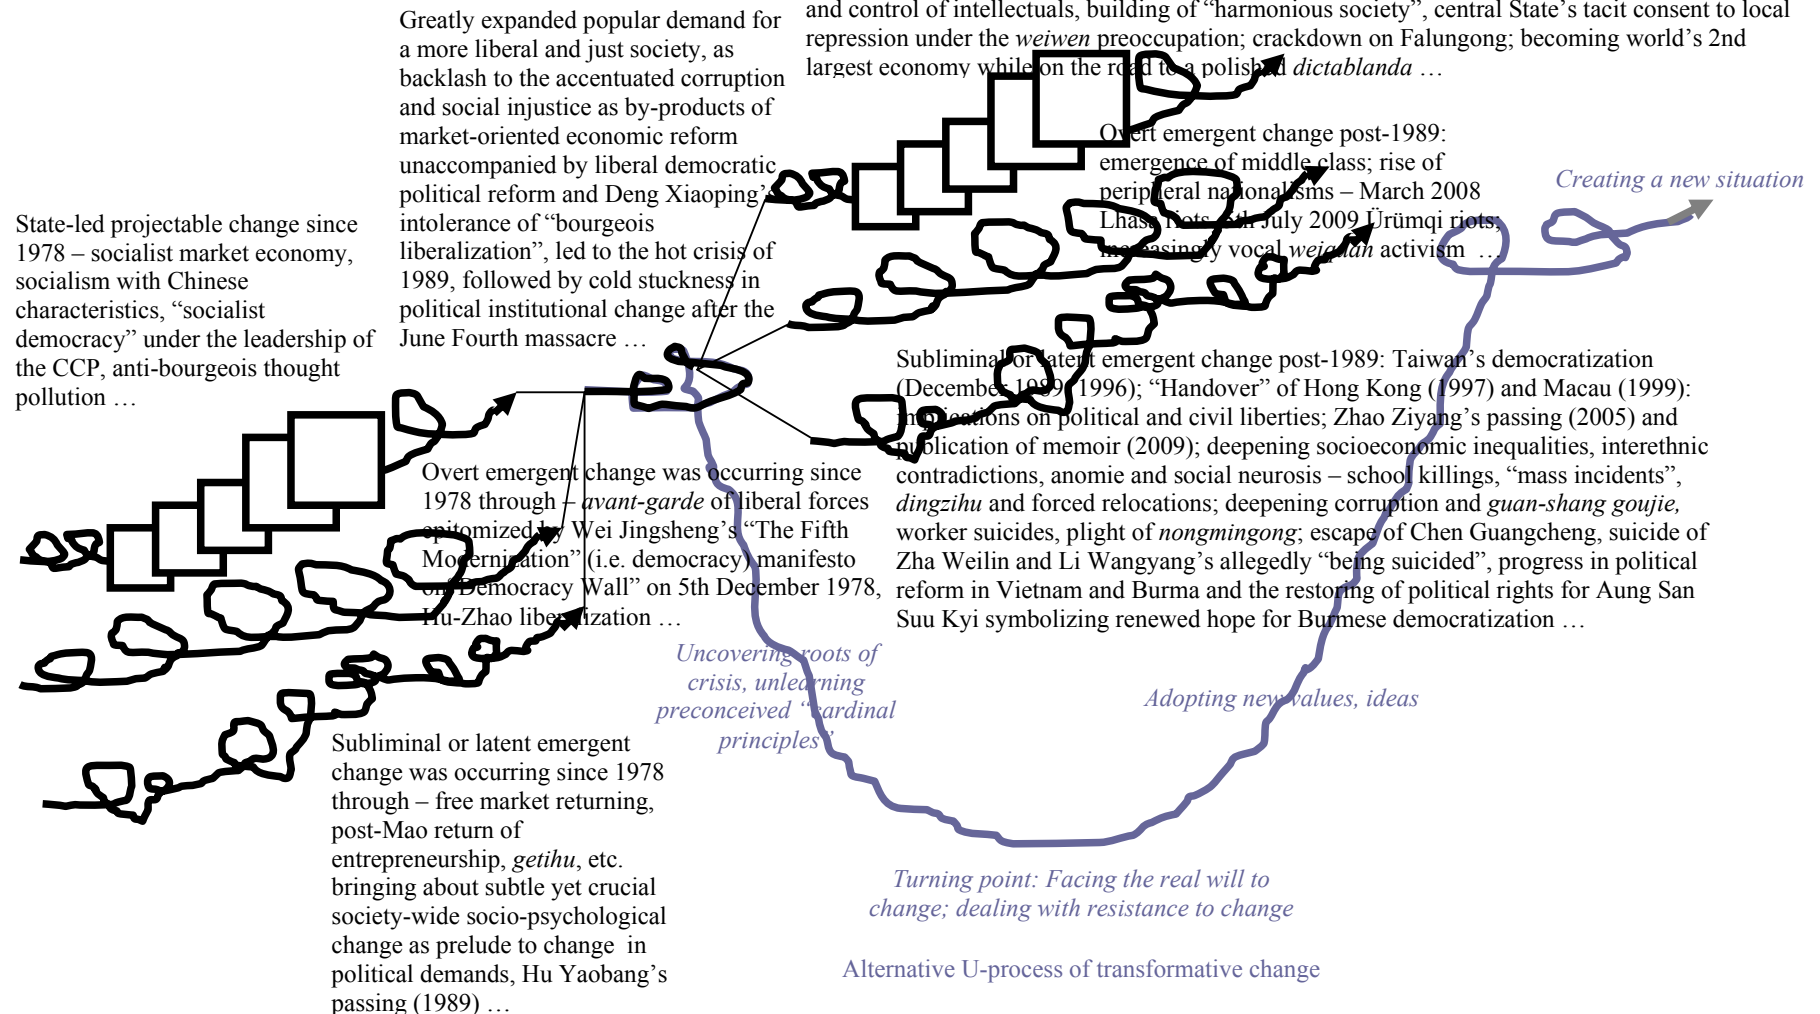 and control of intellectuals, building of “harmonious society”, central State’s tacit consent to local
repression under the weiwen preoccupation; crackdown on Falungong; becoming world’s 2nd
largest economy while on the road to a polished dictablanda …
Greatly expanded popular demand for
a more liberal and just society, as
backlash to the accentuated corruption
and social injustice as by-products of
market-oriented economic reform
unaccompanied by liberal democratic
political reform and Deng Xiaoping’s
intolerance of “bourgeois
liberalization”, led to the hot crisis of
1989, followed by cold stuckness in
political institutional change after the
June Fourth massacre …
Overt emergent change post-1989:
emergence of middle class; rise of
peripheral nationalisms – March 2008
Lhasa riots, 5th July 2009 Ürümqi riots;
increasingly vocal weiquan activism …
Creating a new situation
State-led projectable change since
1978 – socialist market economy,
socialism with Chinese
characteristics, “socialist
democracy” under the leadership of
the CCP, anti-bourgeois thought
pollution …
Subliminal or latent emergent change post-1989: Taiwan’s democratization
(December 1989, 1996); “Handover” of Hong Kong (1997) and Macau (1999):
implications on political and civil liberties; Zhao Ziyang’s passing (2005) and
publication of memoir (2009); deepening socioeconomic inequalities, interethnic
contradictions, anomie and social neurosis – school killings, “mass incidents”,
dingzihu and forced relocations; deepening corruption and guan-shang goujie,
worker suicides, plight of nongmingong; escape of Chen Guangcheng, suicide of
Zha Weilin and Li Wangyang’s allegedly “being suicided”, progress in political
reform in Vietnam and Burma and the restoring of political rights for Aung San
Suu Kyi symbolizing renewed hope for Burmese democratization …
Overt emergent change was occurring since
1978 through – avant-garde of liberal forces
epitomized by Wei Jingsheng’s “The Fifth
Modernization” (i.e. democracy) manifesto
on “Democracy Wall” on 5th December 1978,
Hu-Zhao liberalization …
Uncovering roots of
crisis, unlearning
preconceived “cardinal
principles”
Adopting new values, ideas
Subliminal or latent emergent
change was occurring since 1978
through – free market returning,
post-Mao return of
entrepreneurship, getihu, etc.
bringing about subtle yet crucial
society-wide socio-psychological
change as prelude to change in
political demands, Hu Yaobang’s
passing (1989) …
Turning point: Facing the real will to
change; dealing with resistance to change
Alternative U-process of transformative change